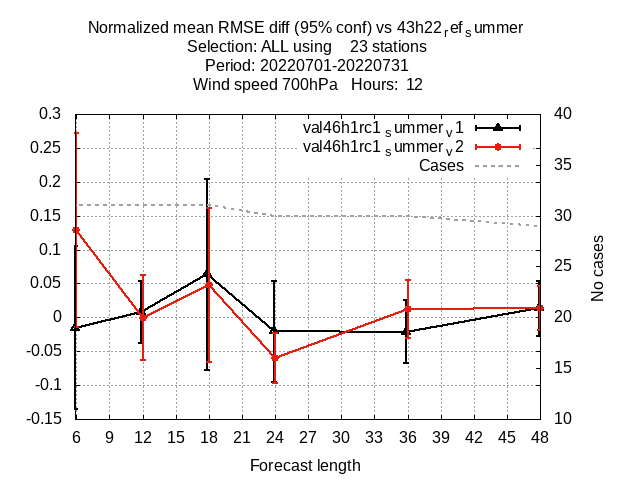 Normalized mean RMSE diff (95% conf) vs 43h22refsummer
Selection: ALL using 23 stations
Period: 20220701-20220731
Wind speed 700hPa Hours: 12
val46h1rc1summerv1
val46h1rc1summerv2
Cases
0.3
0.25
0.2
0.15
0.1
0.05
0
-0.05
-0.1
-0.15
40
35
30
25
20
15
10
No cases
6 9 12 15 18 21 24 27 30 33 36 39 42 45 48
Forecast length